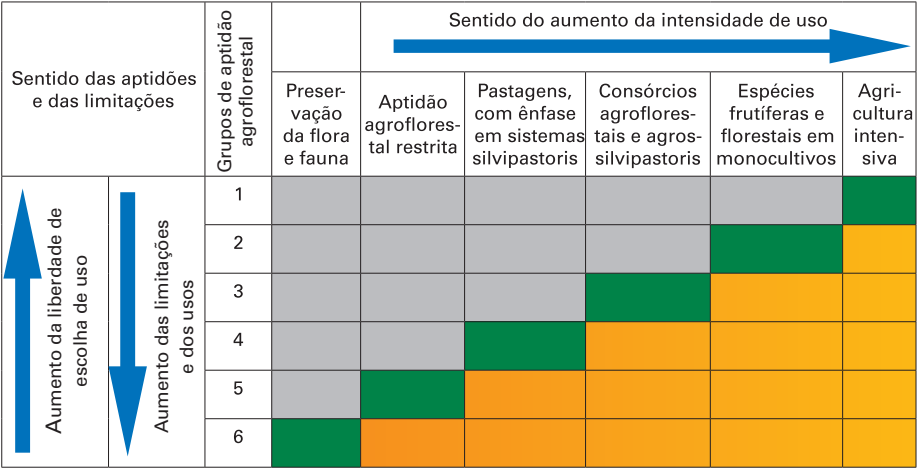 Sentido das aptidões
e das limitações
Grupos de aptidão
agroflorestal
Sentido do aumento da intensidade de uso
Preser-
vação
da flora
e fauna
Aptidão
agroflores-
tal restrita
Pastagens,
com ênfase
em sistemas
silvipastoris
Consórcios
agroflores-
tais e agros-
silvipastoris
Espécies
frutíferas e
florestais em
monocultivos
Agri-
cultura
inten-
siva
Aumento da liberdade de
escolha de uso
Aumento das limitações
e dos usos
1
2
3
4
5
6